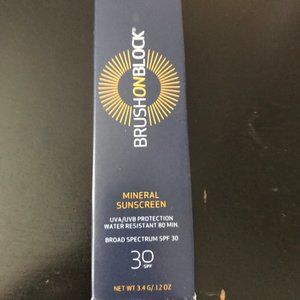 BRUSHONBLOCK
MINERAL
SUNSCREEN
UVA/UVB PROTECTION
WATER RESISTANT 80 MIN.
BROAD SPECTRUM SPF 30
30
SPF
NET WT 3.4 G/.12 OZ